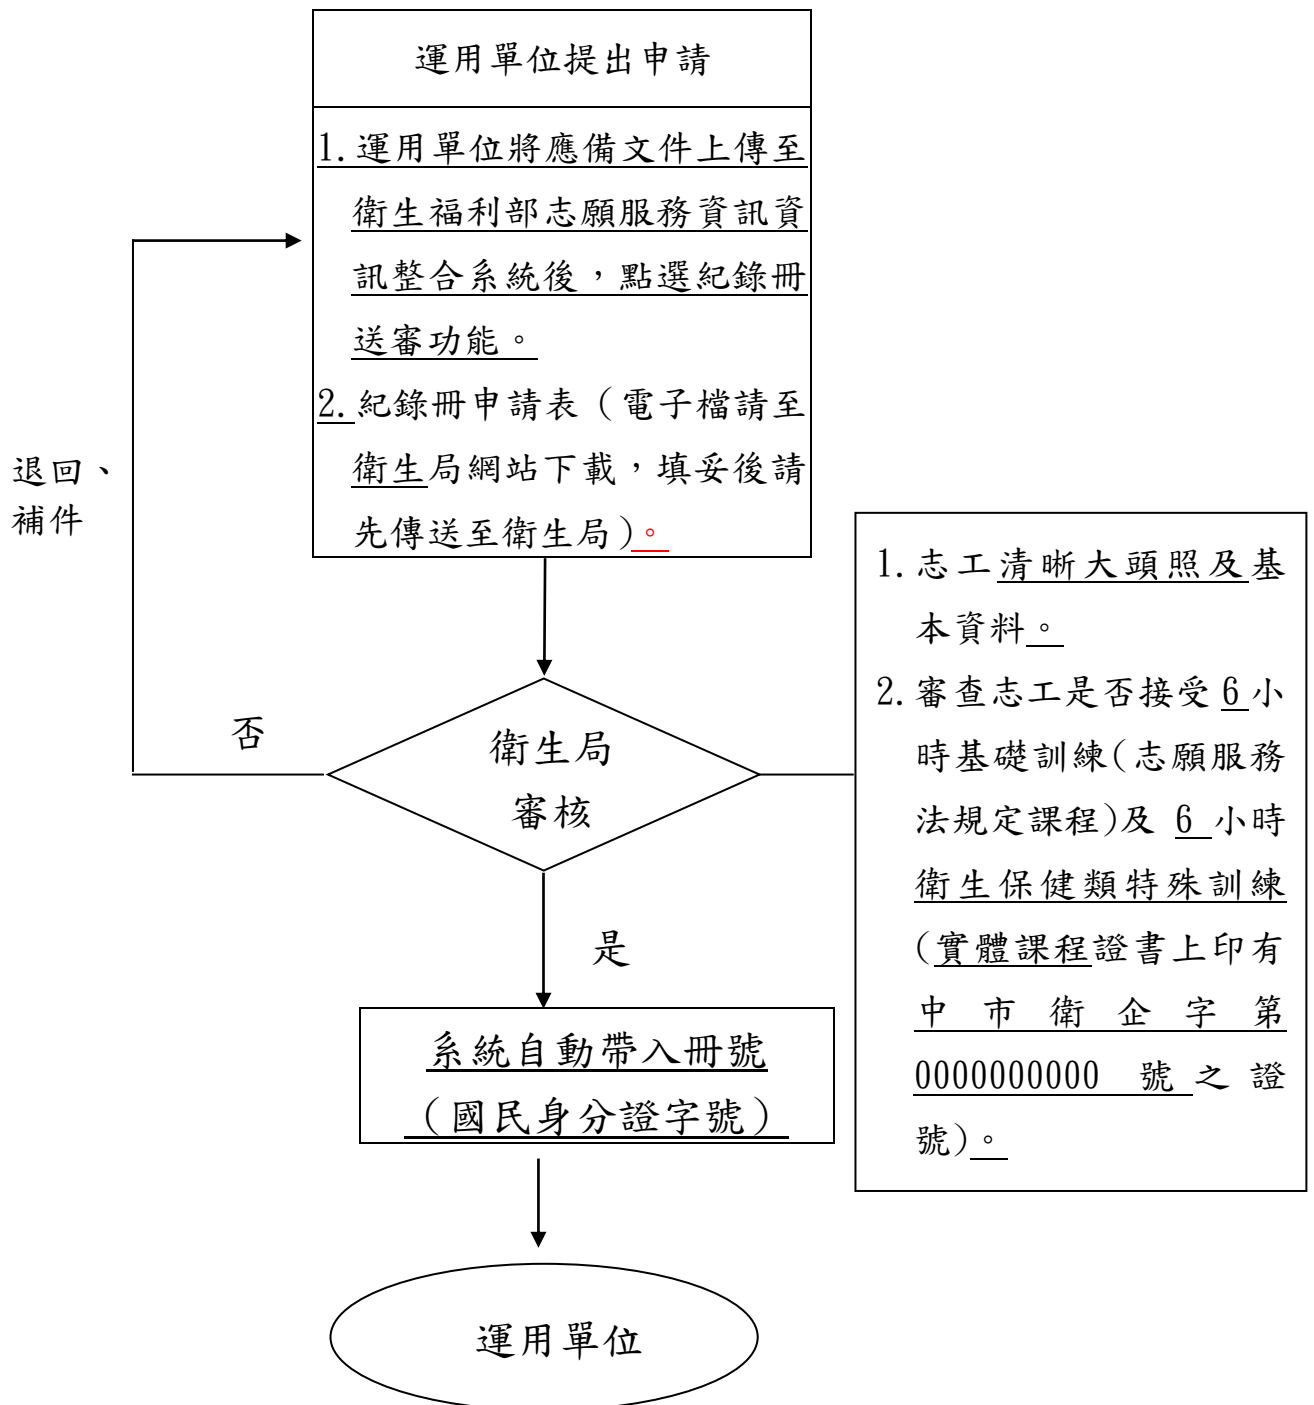 運用單位提出申請
1.運用單位將應備文件上傳至
衛生福利部志願服務資訊資
訊整合系統後，點選紀錄冊
送審功能。
2.紀錄冊申請表（電子檔請至
衛生局網站下載，填妥後請
先傳送至衛生局)。
退回、
補件
否
衛生局
審核
1.志工清晰大頭照及基
本資料。
2.審查志工是否接受 6 小
時基礎訓練(志願服務
法規定課程)及 6 小時
衛生保健類特殊訓練
(實體課程證書上印有
中市衛企字第
0000000000 號之證
號)。
是
系統自動帶入冊號
（國民身分證字號）
運用單位